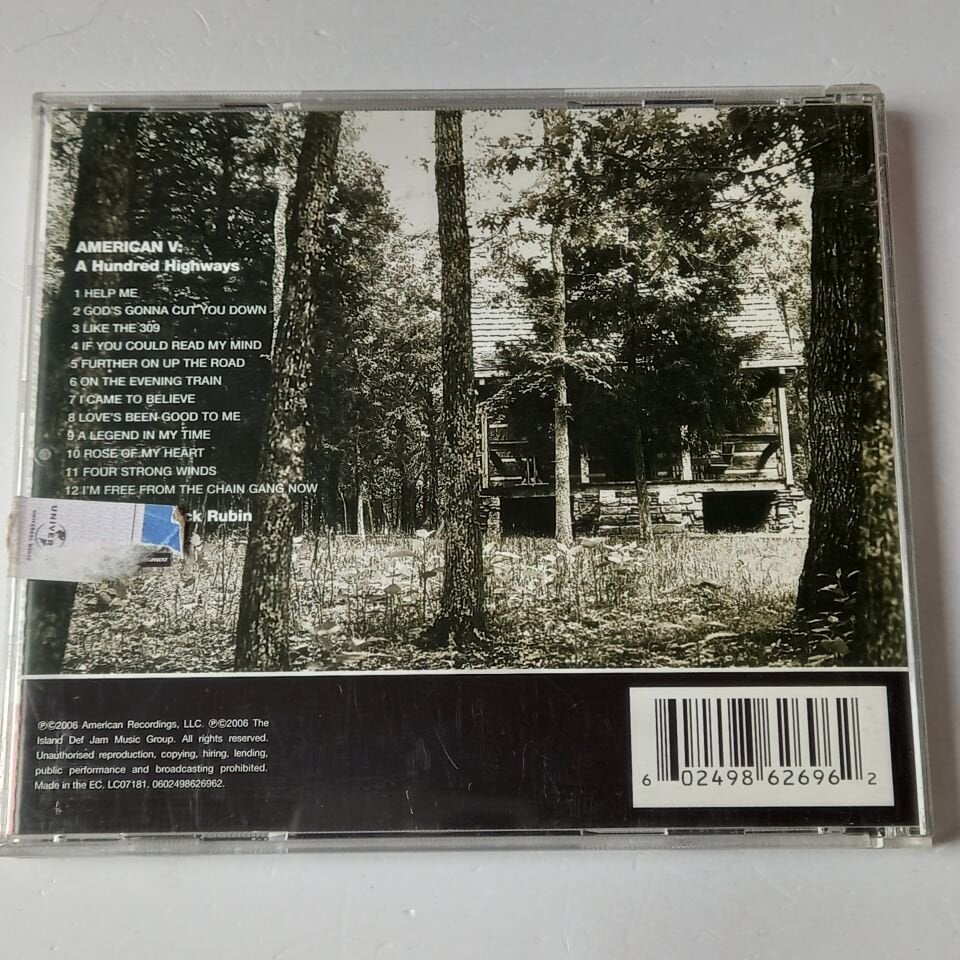 AMERICAN V:
A Hundred Highways
1 HELP ME
2 GOD'S GONNA CUT YOU DOWN
3 LIKE THE 309
4 IF YOU COULD READ MY MIND
5 FURTHER ON UP THE ROAD
6 ON THE EVENING TRAIN
7 I CAME TO BELIEVE
8 LOVE'S BEEN GOOD TO ME
9 A LEGEND IN MY TIME
10 ROSE OF MY HEART
11 FOUR STRONG WINDS
12 I'M FREE FROM THE CHAIN GANG NOW
ck Rubin
UNIVER
UNIVERSAL MUSIC
℗©2006 American Recordings, LLC. ℗©2006 The
Island Def Jam Music Group. All rights reserved.
Unauthorised reproduction, copying, hiring, lending,
public performance and broadcasting prohibited.
Made in the EC. LC07181. 0602498626962.
6 02498 62696 2